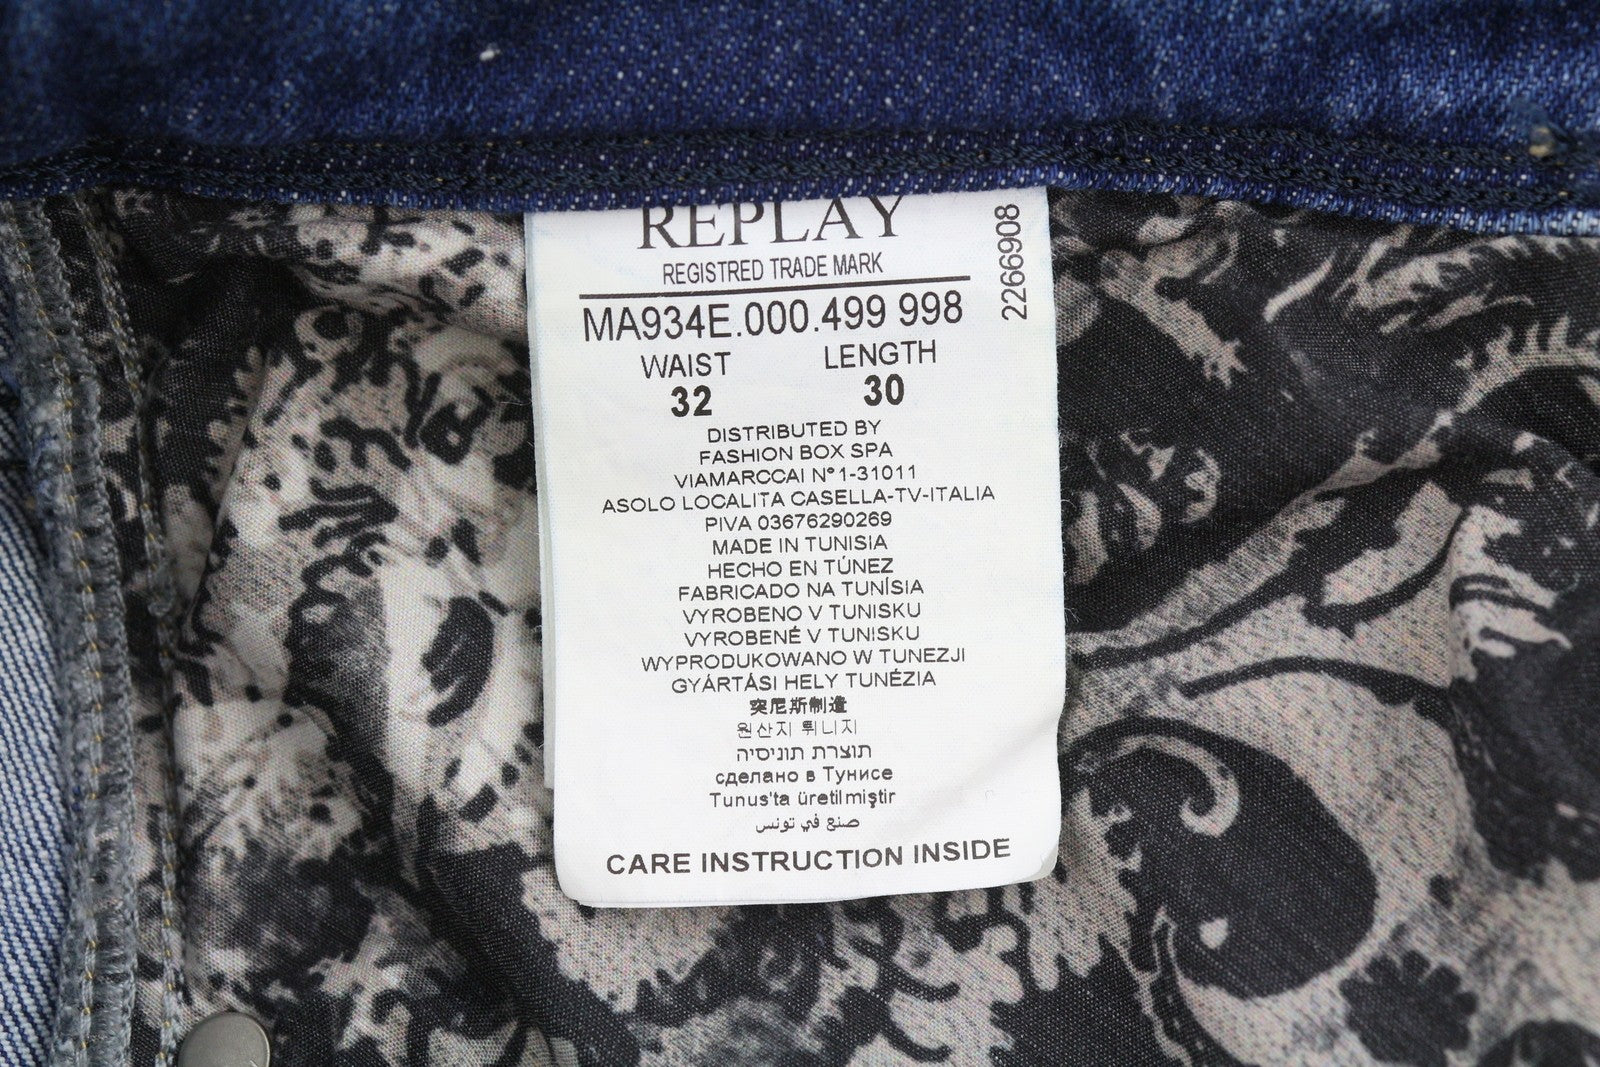 REPLAY
REGISTRED TRADE MARK
2266908
MA934E.000.499 998
WAIST LENGTH
32 30
DISTRIBUTED BY
FASHION BOX SPA
VIAMARCCAI N° 1-31011
ASOLO LOCALITA CASELLA-TV-ITALIA
PIVA 03676290269
MADE IN TUNISIA
HECHO EN TÚNEZ
FABRICADO NA TUNÍSIA
VYROBENO V TUNISKU
VYROBENÉ V TUNISKU
WYPRODUKOWANO W TUNEZJI
GYÁRTÁSI HELY TUNÉZIA
突尼斯制造
원산지 튀니지
תוצרת תוניסיה
сделано в Тунисе
Tunus'ta üretilmiştir
صنع في تونس
CARE INSTRUCTION INSIDE